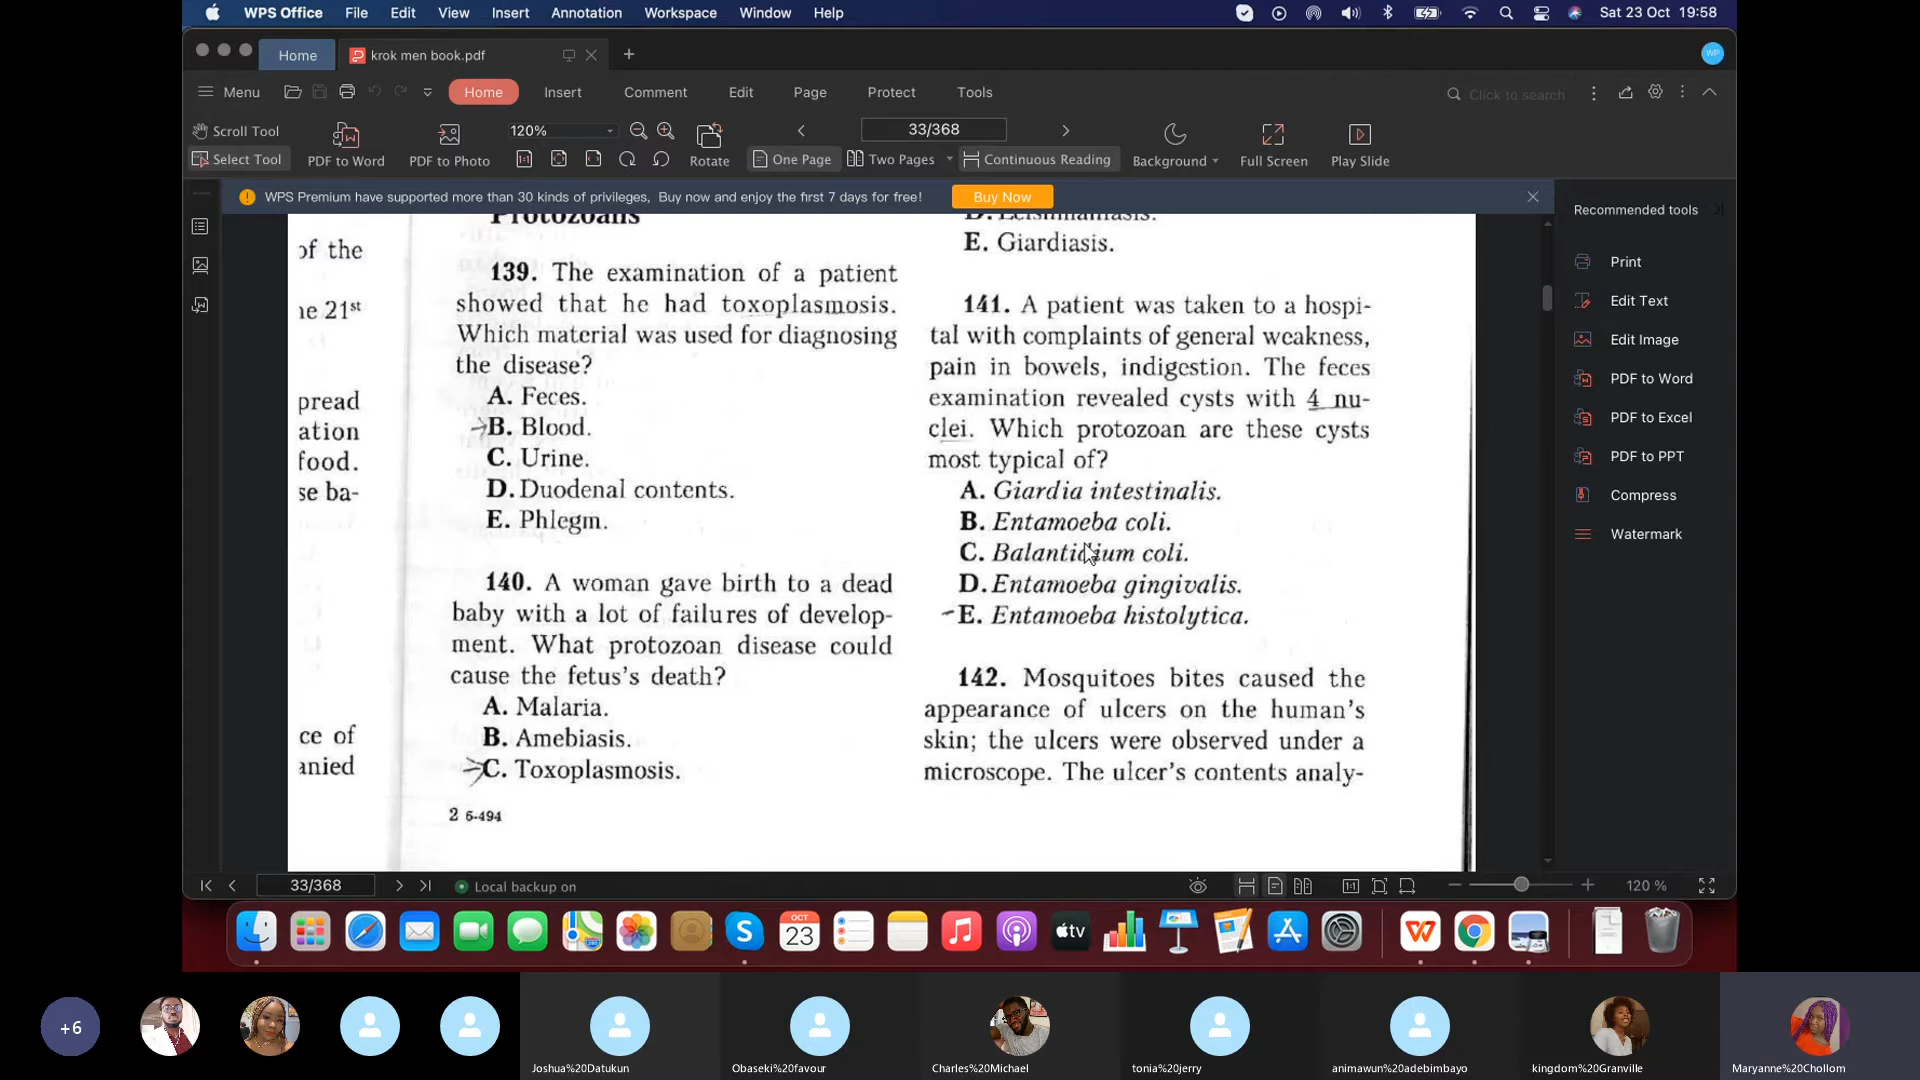 WPS Office File Edit View Insert Annotation Workspace Window Help
Sat 23 Oct 19:58
Home
krok men book.pdf
WP
Menu
Home Insert Comment Edit Page Protect Tools
Click to search
Scroll Tool
Select Tool
PDF to Word
PDF to Photo
120%
Rotate
33/368
One Page
Two Pages
Continuous Reading
Background
Full Screen
Play Slide
WPS Premium have supported more than 30 kinds of privileges, Buy now and enjoy the first 7 days for free!
Buy Now
Recommended tools
Print
Edit Text
Edit Image
PDF to Word
PDF to Excel
PDF to PPT
Compress
Watermark
of the
ne 21st
pread
ation
food.
se ba-
ce of
anied
Protozoans
139. The examination of a patient
showed that he had toxoplasmosis.
Which material was used for diagnosing
the disease?
A. Feces.
B. Blood.
C. Urine.
D. Duodenal contents.
E. Phlegm.
140. A woman gave birth to a dead
baby with a lot of failures of develop-
ment. What protozoan disease could
cause the fetus's death?
A. Malaria.
B. Amebiasis.
C. Toxoplasmosis.
2 5-494
D. Leishmaniasis.
E. Giardiasis.
141. A patient was taken to a hospi-
tal with complaints of general weakness,
pain in bowels, indigestion. The feces
examination revealed cysts with 4 nu-
clei. Which protozoan are these cysts
most typical of?
A. Giardia intestinalis.
B. Entamoeba coli.
C. Balantidium coli.
D. Entamoeba gingivalis.
E. Entamoeba histolytica.
142. Mosquitoes bites caused the
appearance of ulcers on the human's
skin; the ulcers were observed under a
microscope. The ulcer's contents analy-
33/368
Local backup on
120 %
OCT
23
tv
+6
Joshua%20Datukun
Obaseki%20favour
Charles%20Michael
tonia%20jerry
animawun%20adebimbayo
kingdom%20Granville
Maryanne%20Chollom